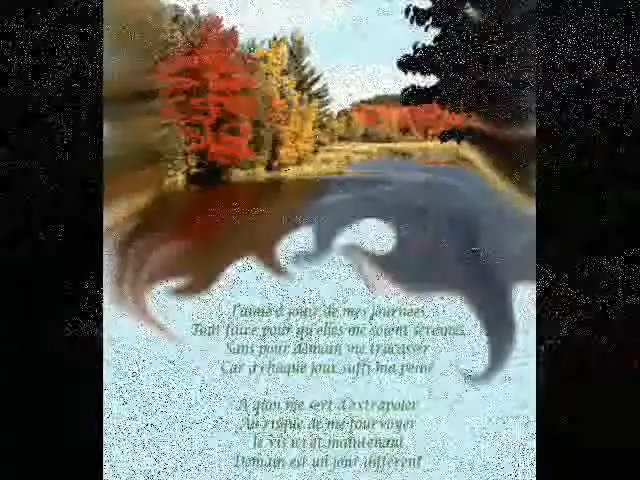 J'aime à jouir de mes journées
Tout faire pour qu'elles me soient sereines
Sans pour demain me tracasser
Car à chaque jour suffit ma peine
A quoi me sert d'extrapoler
Au risque de me fourvoyer
Je vis ici et maintenant
Demain est un jour différent